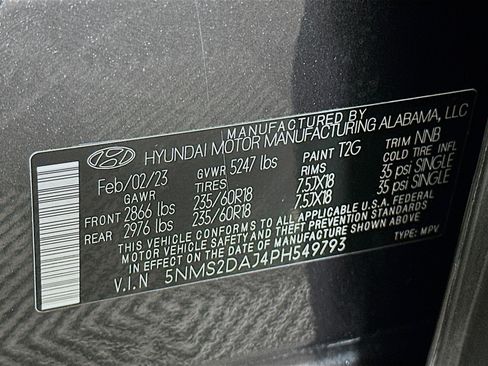 MANUFACTURED BY
HYUNDAI MOTOR MANUFACTURING ALABAMA, LLC
Feb/02/23 GVWR 5247 lbs PAINT T2G TRIM NNB
GAWR TIRES RIMS COLD TIRE INFL
FRONT 2866 lbs 235/60R18 7.5JX18 35 psi SINGLE
REAR 2976 lbs 235/60R18 7.5JX18 35 psi SINGLE
THIS VEHICLE CONFORMS TO ALL APPLICABLE U.S.A. FEDERAL
MOTOR VEHICLE SAFETY AND THEFT PREVENTION STANDARDS
IN EFFECT ON THE DATE OF MANUFACTURE SHOWN ABOVE.
V.I.N 5NMS2DAJ4PH549793 TYPE: MPV